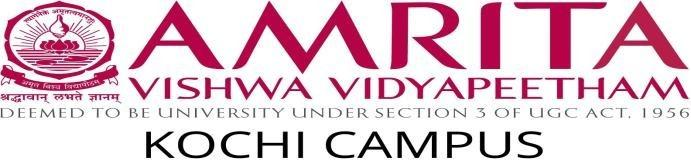 AMRITA
VISHWA VIDYAPEETHAM
श्रद्धावान् लभते ज्ञानम्
DEEMED TO BE UNIVERSITY UNDER SECTION 3 OF UGC ACT, 1956
KOCHI CAMPUS